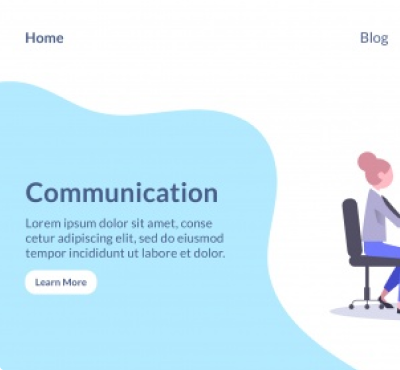 Home
Blog
Communication
Lorem ipsum dolor sit amet, conse
cetur adipiscing elit, sed do eiusmod
tempor incididunt ut labore et dolor.
Learn More